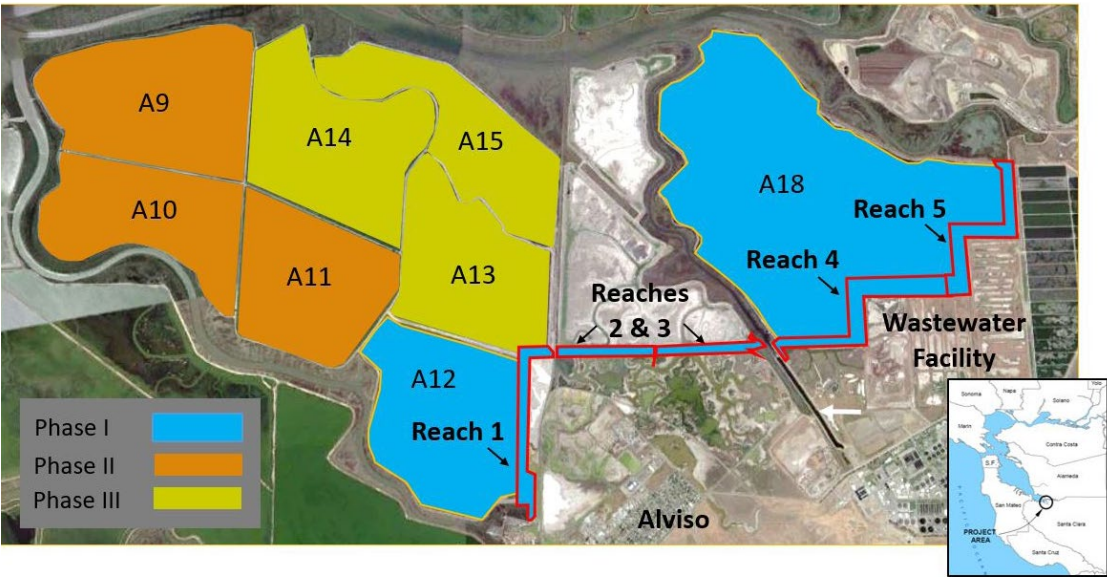 A9
A14
A15
A10
A11
A13
A18
Reach 5
Reach 4
Reaches
2 & 3
Wastewater
Facility
A12
Reach 1
Alviso
Phase I
Phase II
Phase III
Sonoma
Napa
Solano
Yolo
Marin
Contra Costa
S.F.
Alameda
San Mateo
Santa Clara
PROJECT
AREA
Santa Cruz